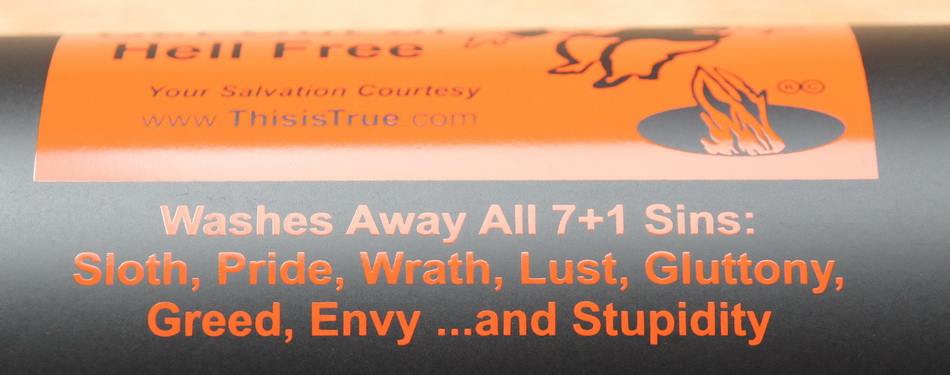 Hell Free
Your Salvation Courtesy
www.ThisisTrue.com
® ©
Washes Away All 7+1 Sins:
Sloth, Pride, Wrath, Lust, Gluttony,
Greed, Envy ...and Stupidity